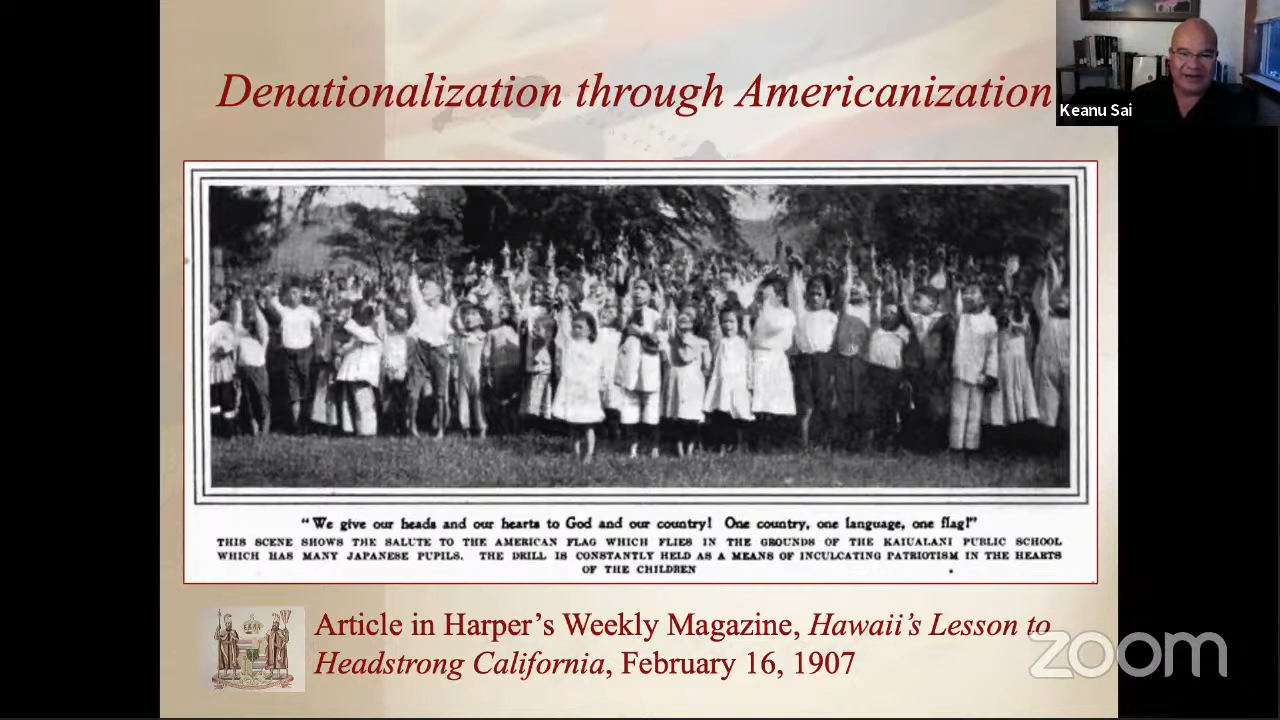 Denationalization through Americanization
Keanu Sai
"We give our heads and our hearts to God and our country! One country, one language, one flag!"
THIS SCENE SHOWS THE SALUTE TO THE AMERICAN FLAG WHICH FLIES IN THE GROUNDS OF THE KAIUALANI PUBLIC SCHOOL
WHICH HAS MANY JAPANESE PUPILS. THE DRILL IS CONSTANTLY HELD AS A MEANS OF INCULCATING PATRIOTISM IN THE HEARTS
OF THE CHILDREN
Article in Harper's Weekly Magazine, Hawaii's Lesson to
Headstrong California, February 16, 1907
zoom